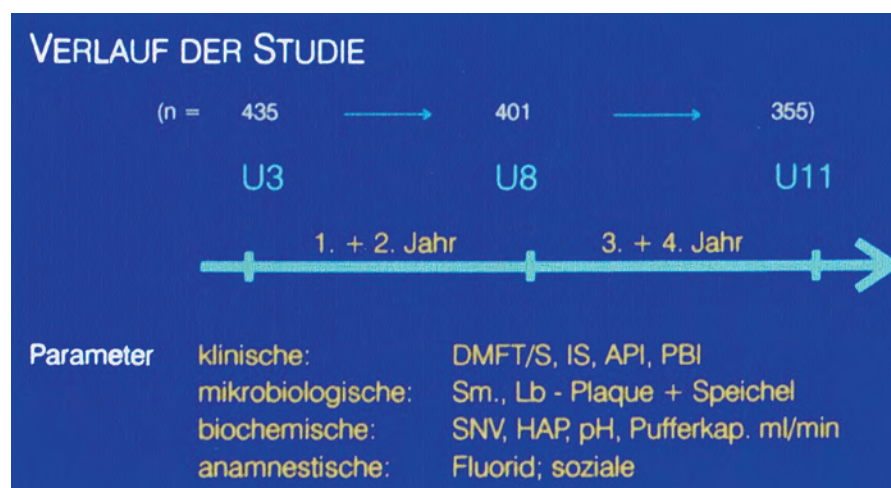 VERLAUF DER STUDIE
(n = 435 → 401 → 355)
U3 U8 U11
1. + 2. Jahr 3. + 4. Jahr
Parameter klinische: DMFT/S, IS, API, PBI
mikrobiologische: Sm., Lb - Plaque + Speichel
biochemische: SNV, HAP, pH, Pufferkap. ml/min
anamnestische: Fluorid; soziale